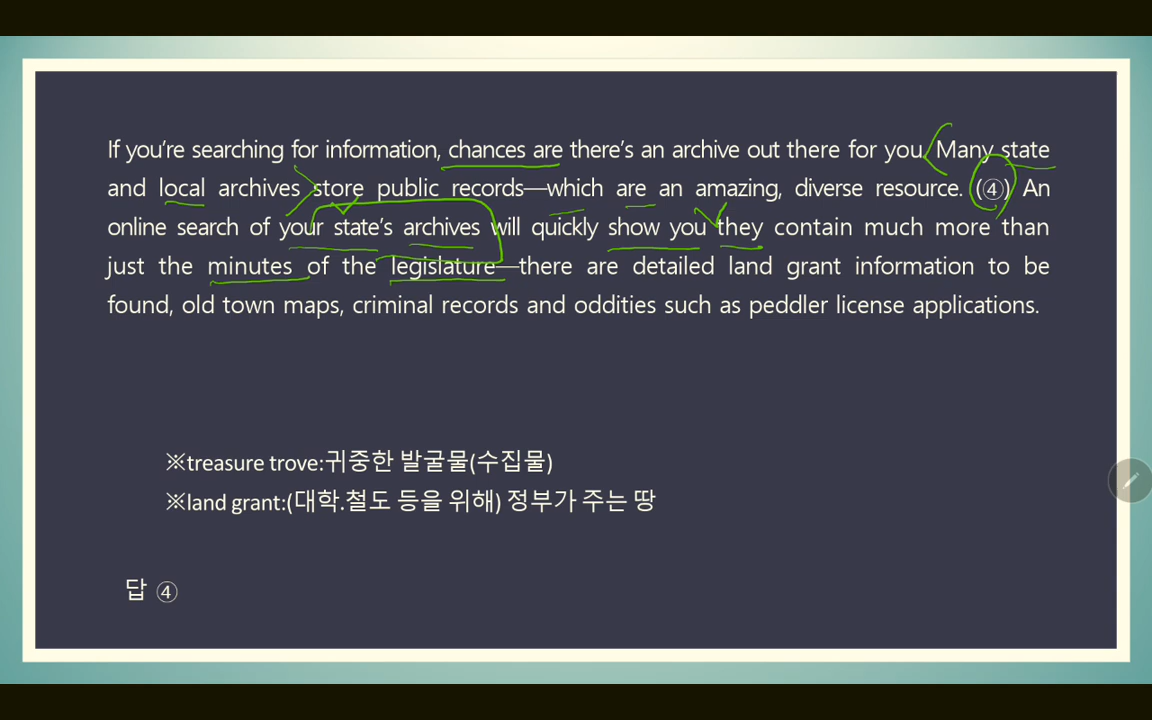 If you're searching for information, chances are there's an archive out there for you. Many state
and local archives store public records—which are an amazing, diverse resource. (④) An
online search of your state's archives will quickly show you they contain much more than
just the minutes of the legislature—there are detailed land grant information to be
found, old town maps, criminal records and oddities such as peddler license applications.
※treasure trove:귀중한 발굴물(수집물)
※land grant:(대학.철도 등을 위해) 정부가 주는 땅
답 ④